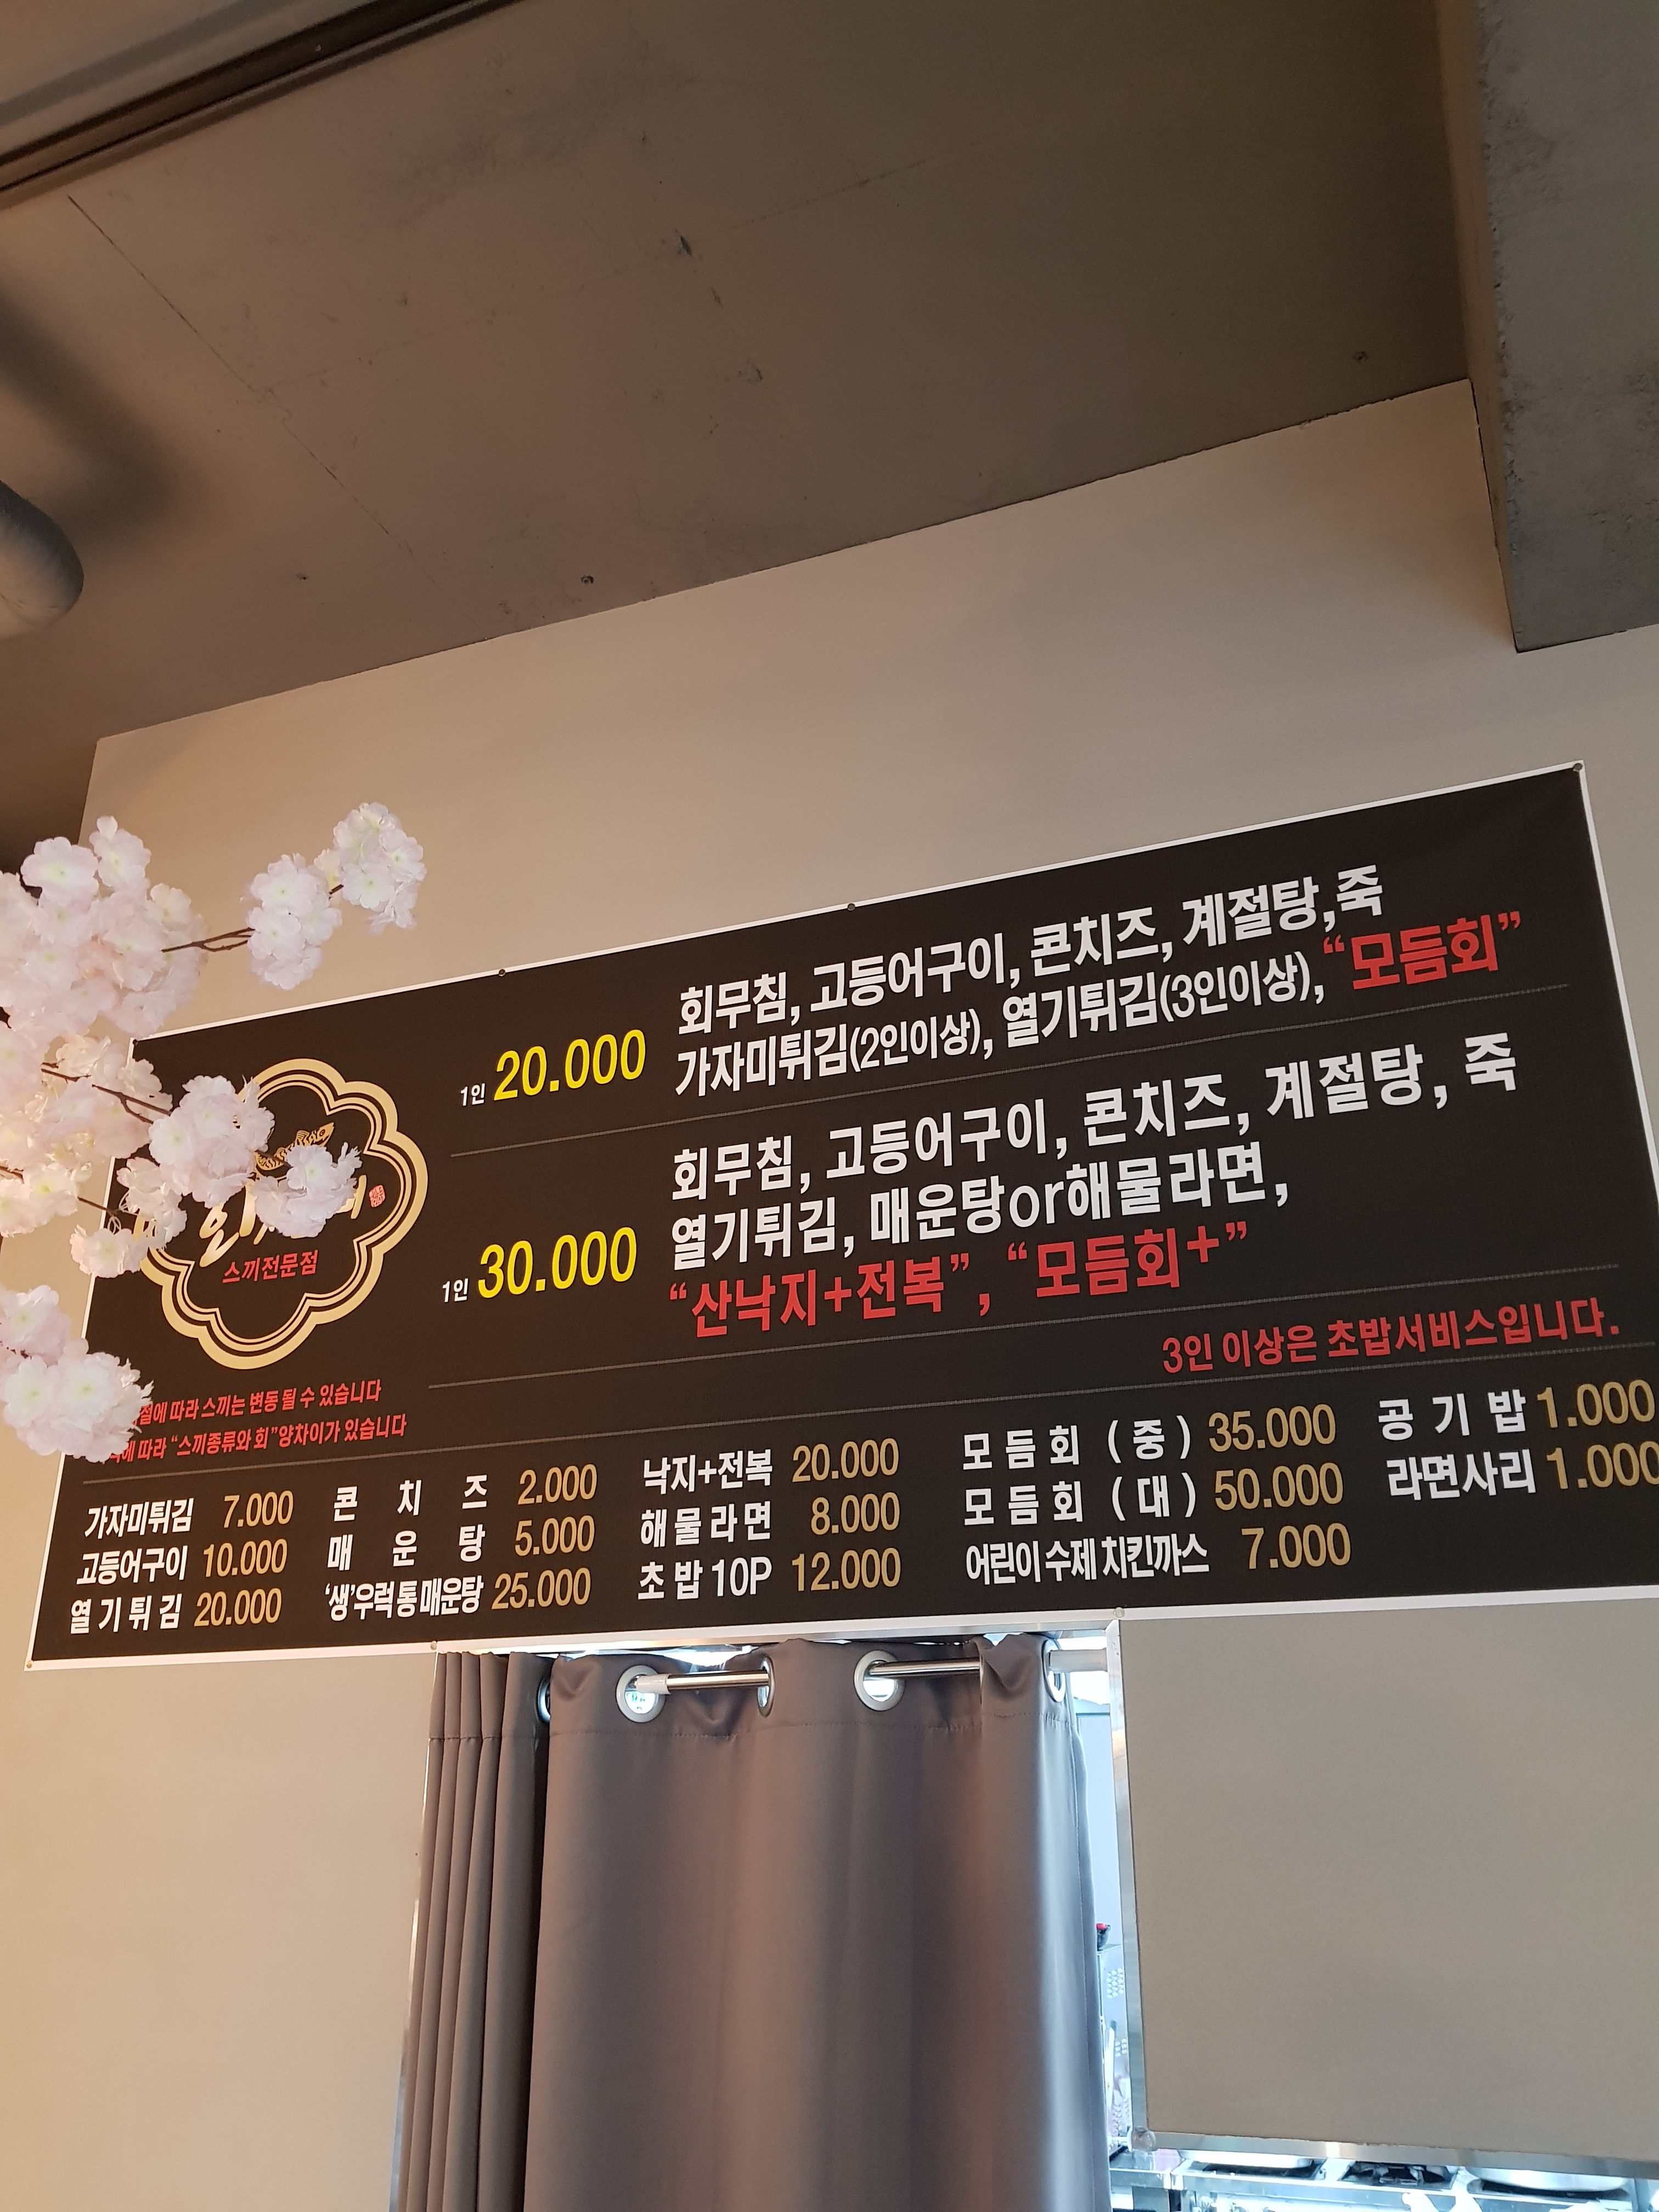 1인 20.000
회무침, 고등어구이, 콘치즈, 계절탕,죽
가자미튀김(2인이상), 열기튀김(3인이상), “모듬회”
1인 30.000
회무침, 고등어구이, 콘치즈, 계절탕, 죽
열기튀김, 매운탕or해물라면,
“산낙지+전복”, “모듬회+”
3인 이상은 초밥서비스입니다.
스끼전문점
따라 스끼는 변동 될 수 있습니다
따라 “스끼종류와 회”양차이가 있습니다
가자미튀김 7.000
고등어구이 10.000
열기튀김 20.000
콘치즈 2.000
매운탕 5.000
‘생’우럭통매운탕 25.000
낙지+전복 20.000
해물라면 8.000
초밥10P 12.000
모듬회 (중) 35.000
모듬회 (대) 50.000
어린이 수제 치킨까스 7.000
공기밥 1.000
라면사리 1.000